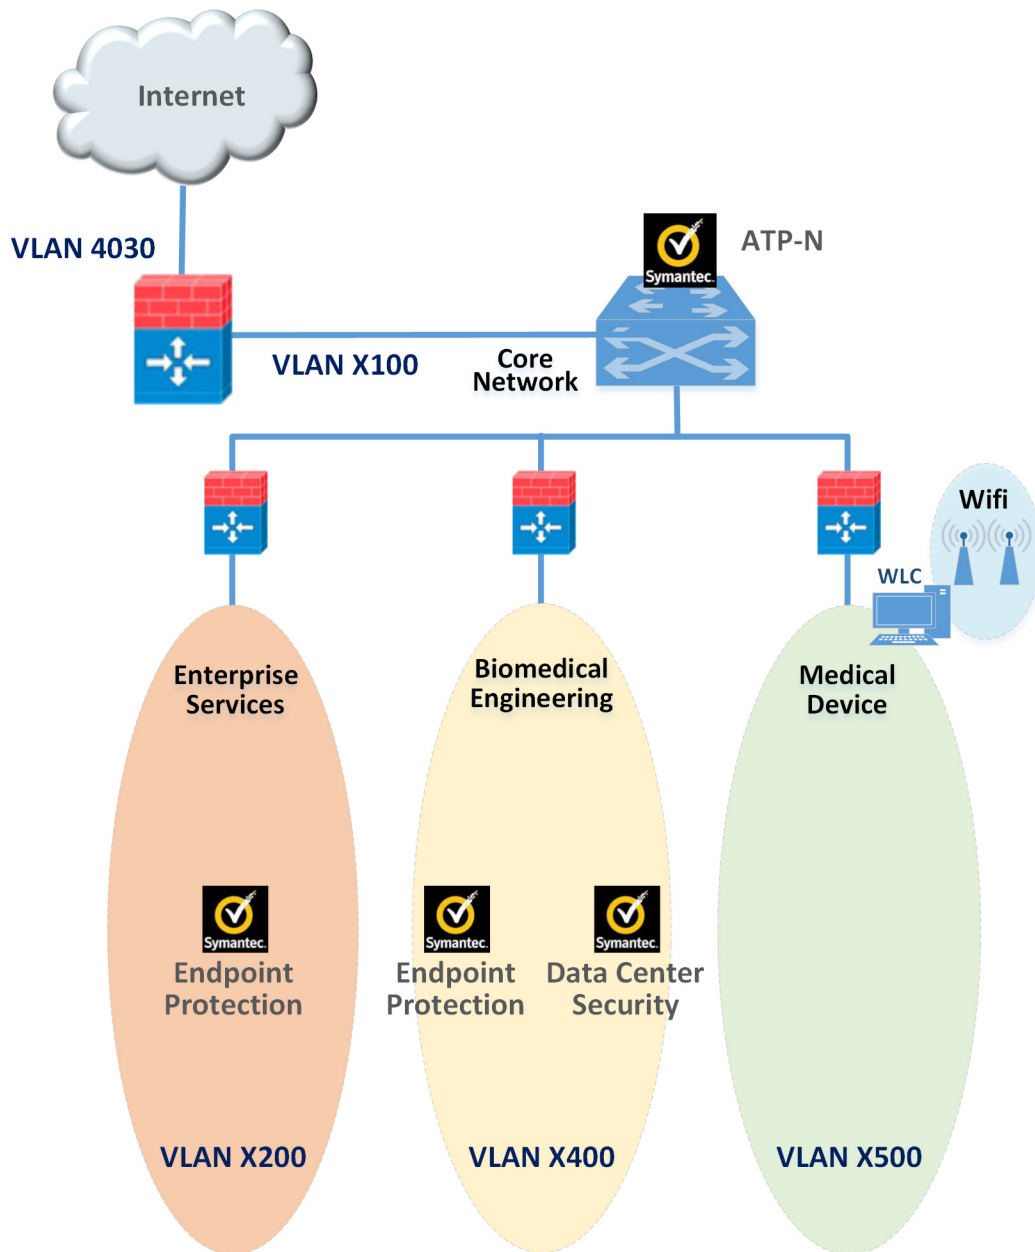 Internet
VLAN 4030
Symantec.
ATP-N
VLAN X100
Core
Network
Wifi
WLC
Enterprise
Services
Biomedical
Engineering
Medical
Device
Symantec.
Endpoint
Protection
Symantec.
Endpoint
Protection
Symantec.
Data Center
Security
VLAN X200
VLAN X400
VLAN X500